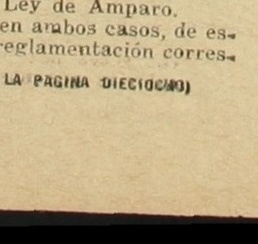 Ley de Amparo.
en ambos casos, de es-
reglamentación corres-
LA PAGINA DIECIOCHO)